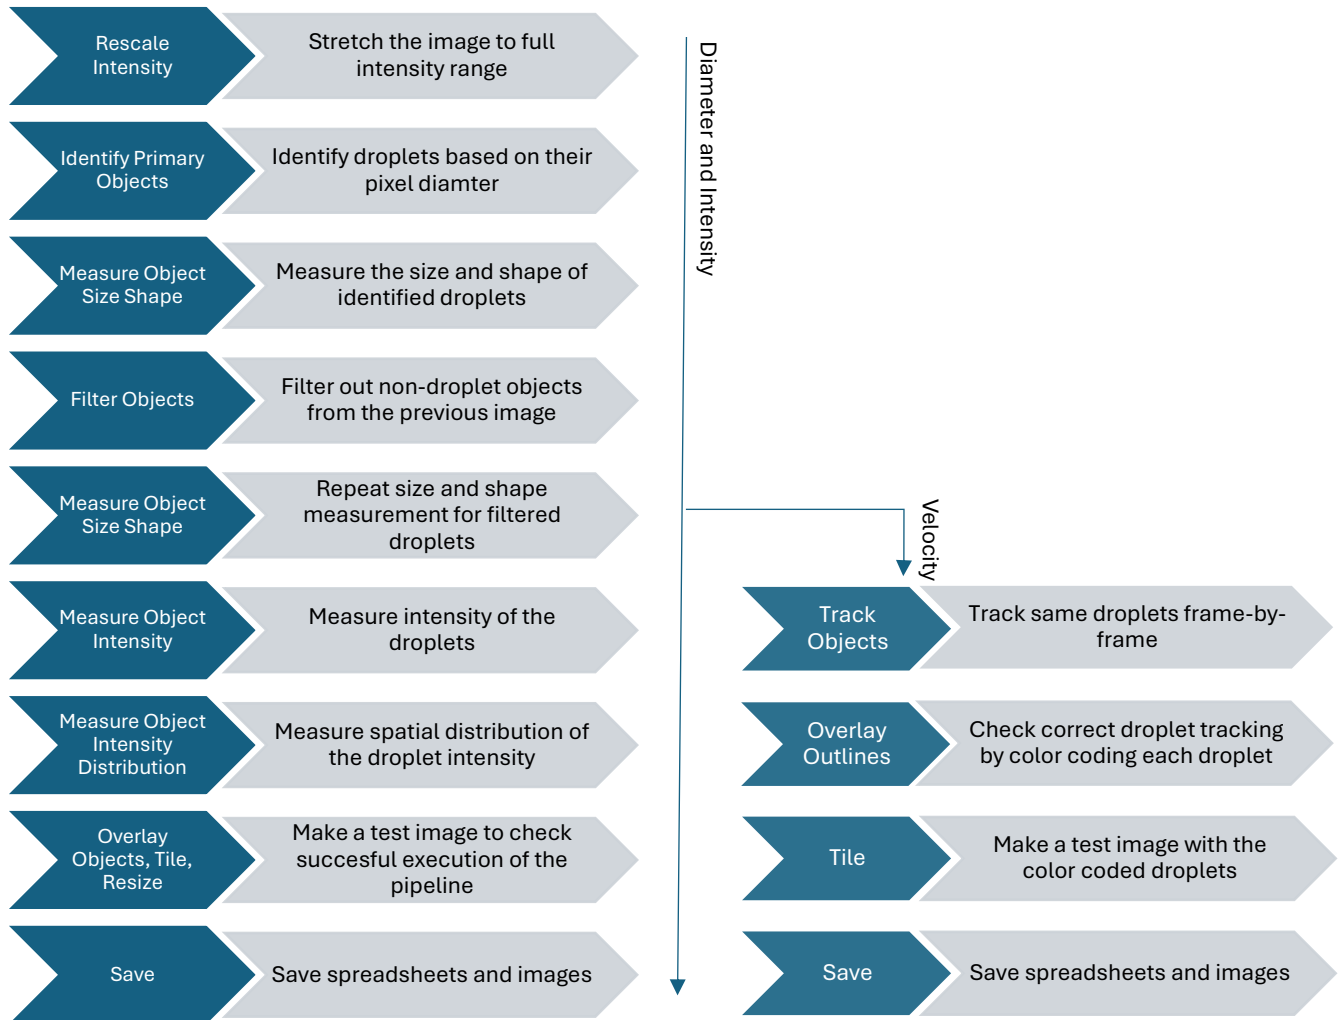 Rescale
Intensity
Stretch the image to full
intensity range
Identify Primary
Objects
Identify droplets based on their
pixel diamter
Measure Object
Size Shape
Measure the size and shape of
identified droplets
Filter Objects
Filter out non-droplet objects
from the previous image
Measure Object
Size Shape
Repeat size and shape
measurement for filtered
droplets
Measure Object
Intensity
Measure intensity of the
droplets
Measure Object
Intensity
Distribution
Measure spatial distribution of
the droplet intensity
Overlay
Objects, Tile,
Resize
Make a test image to check
succesful execution of the
pipeline
Save
Save spreadsheets and images
Diameter and Intensity
Velocity
Track
Objects
Track same droplets frame-by-
frame
Overlay
Outlines
Check correct droplet tracking
by color coding each droplet
Tile
Make a test image with the
color coded droplets
Save
Save spreadsheets and images